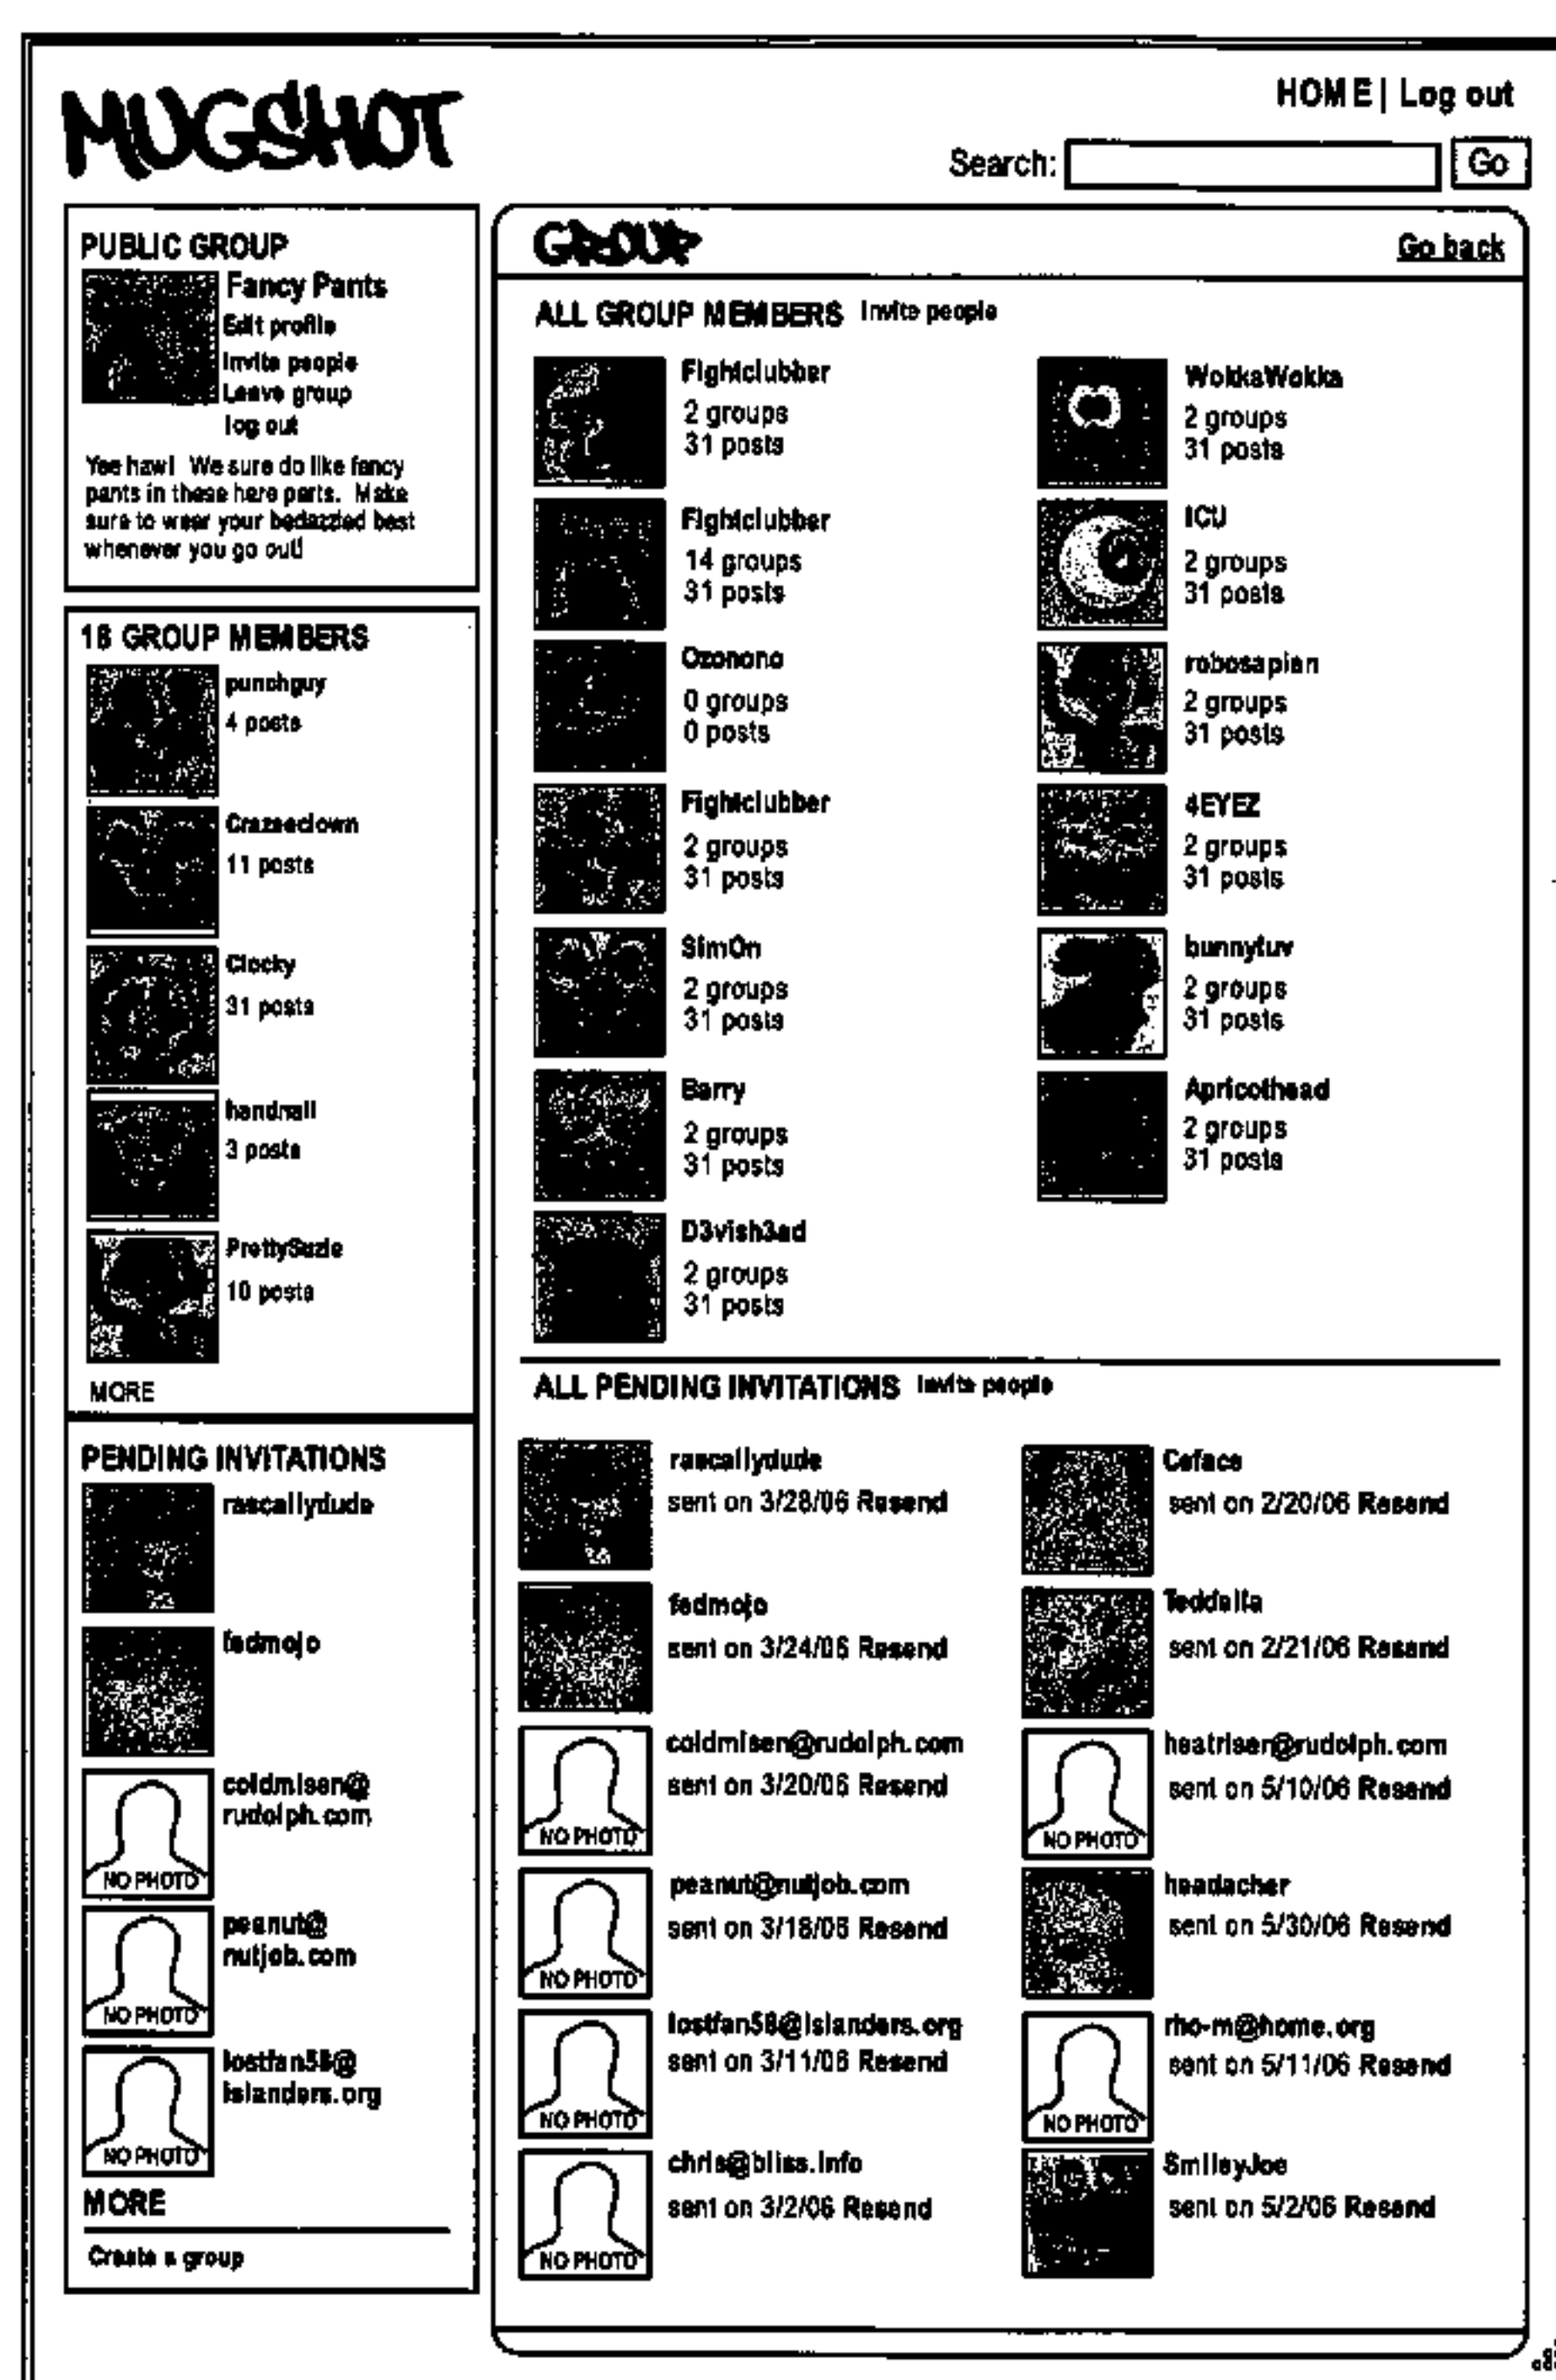 MUGSHOT
HOME | Log out
Search:
Go
PUBLIC GROUP
Fancy Pants
Edit profile
Invite people
Leave group
log out
Yee haw! We sure do like fancy
pants in these here parts. Make
sure to wear your bedazzled best
whenever you go out!
GROUP MEMBERS
punchguy
4 posts
Crazeeclown
11 posts
Clocky
31 posts
handnail
3 posts
PrettySuzie
10 posts
MORE
PENDING INVITATIONS
rascallydude
fedmojo
coldmiser@
rudolph.com
NO PHOTO
peanut@
nutjob.com
NO PHOTO
lostfan58@
islanders.org
NO PHOTO
MORE
Create a group
GROUP
Go back
ALL GROUP MEMBERS Invite people
Fightclubber
2 groups
31 posts
WokkaWokka
2 groups
31 posts
Fightclubber
14 groups
31 posts
ICU
2 groups
31 posts
Ozonono
0 groups
0 posts
robosapien
2 groups
31 posts
Fightclubber
2 groups
31 posts
4EYEZ
2 groups
31 posts
Sim0n
2 groups
31 posts
bunnyluv
2 groups
31 posts
Barry
2 groups
31 posts
Apricothead
2 groups
31 posts
D3vish3ad
2 groups
31 posts
ALL PENDING INVITATIONS Invite people
rascallydude
sent on 3/28/06 Resend
Coface
sent on 2/20/06 Resend
fedmojo
sent on 3/24/06 Resend
sent on 2/21/06 Resend
coldmiser@rudolph.com
sent on 3/20/06 Resend
NO PHOTO
heatriser@rudolph.com
sent on 5/10/06 Resend
NO PHOTO
peanut@nutjob.com
sent on 3/18/06 Resend
NO PHOTO
headacher
sent on 5/30/06 Resend
lostfan58@islanders.org
sent on 3/11/06 Resend
NO PHOTO
rho-m@home.org
sent on 5/11/06 Resend
NO PHOTO
chris@bliss.info
sent on 3/2/06 Resend
NO PHOTO
SmileyJoe
sent on 5/2/06 Resend